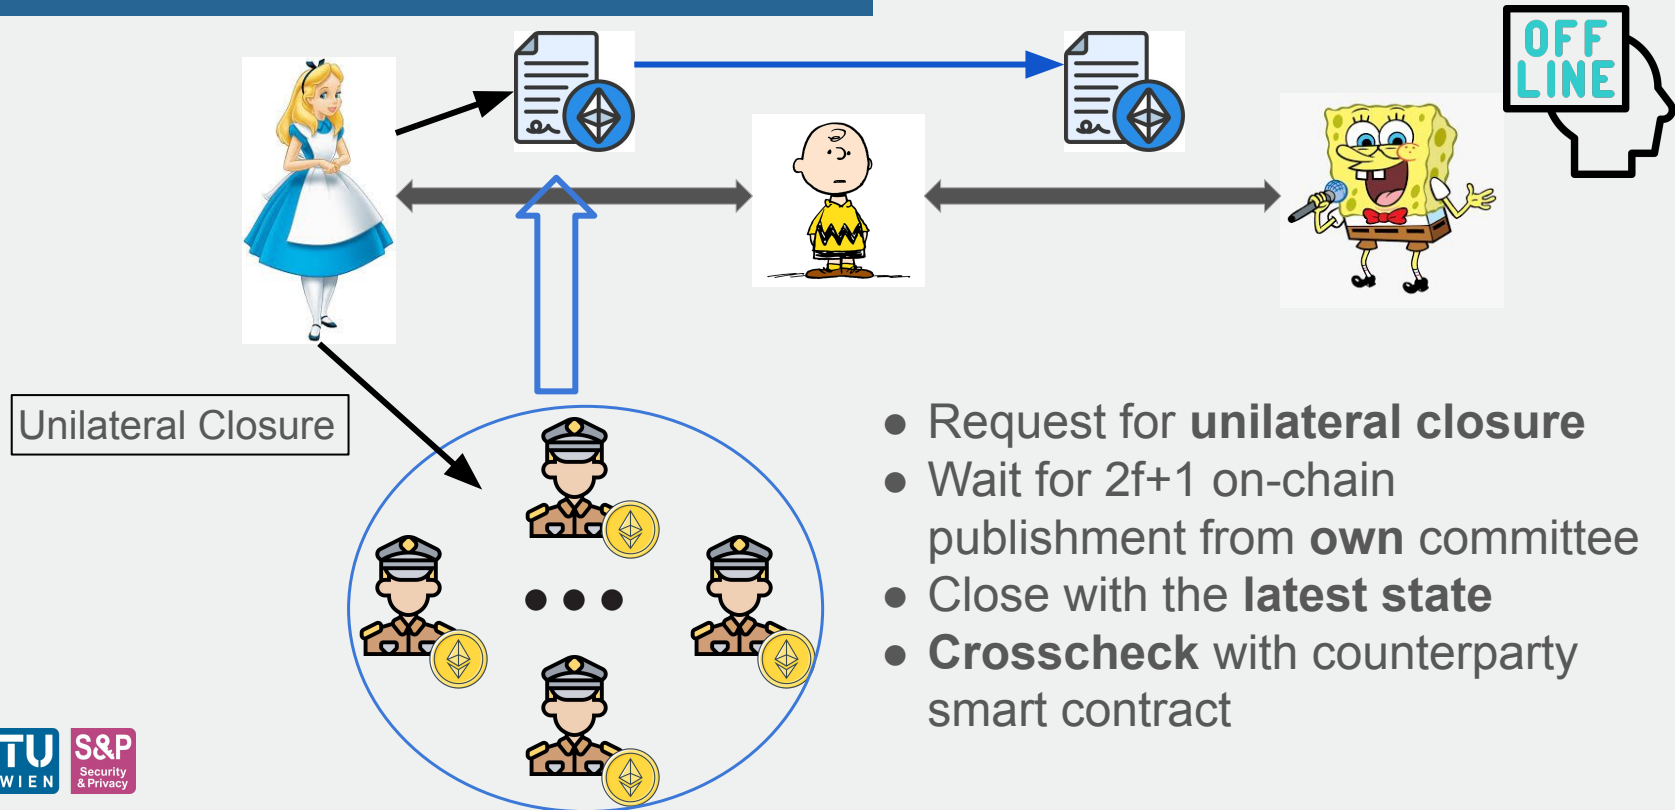 OFF
LINE
Unilateral Closure
● Request for unilateral closure
● Wait for 2f+1 on-chain
publishment from own committee
● Close with the latest state
● Crosscheck with counterparty
smart contract
TU
WIEN
S&P
Security
& Privacy